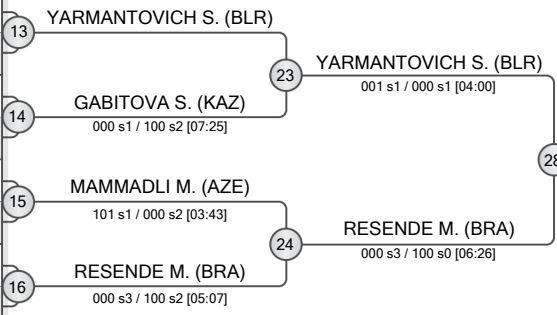 13
YARMANTOVICH S. (BLR)
23
YARMANTOVICH S. (BLR)
001 s1 / 000 s1 [04:00]
14
GABITOVA S. (KAZ)
000 s1 / 100 s2 [07:25]
28
15
MAMMADLI M. (AZE)
101 s1 / 000 s2 [03:43]
24
RESENDE M. (BRA)
000 s3 / 100 s0 [06:26]
16
RESENDE M. (BRA)
000 s3 / 100 s2 [05:07]